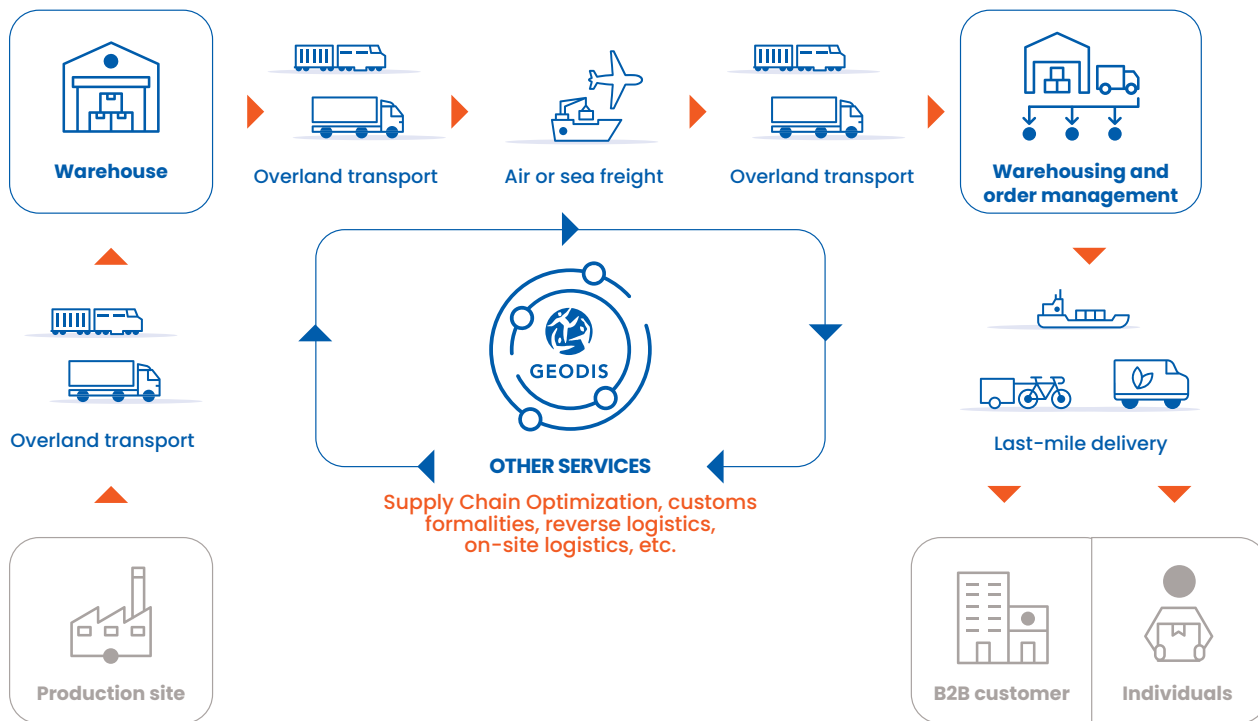 Warehouse
Overland transport
Air or sea freight
Overland transport
Warehousing and
order management
GEODIS
Overland transport
Last-mile delivery
OTHER SERVICES
Supply Chain Optimization, customs
formalities, reverse logistics,
on-site logistics, etc.
Production site
B2B customer
Individuals